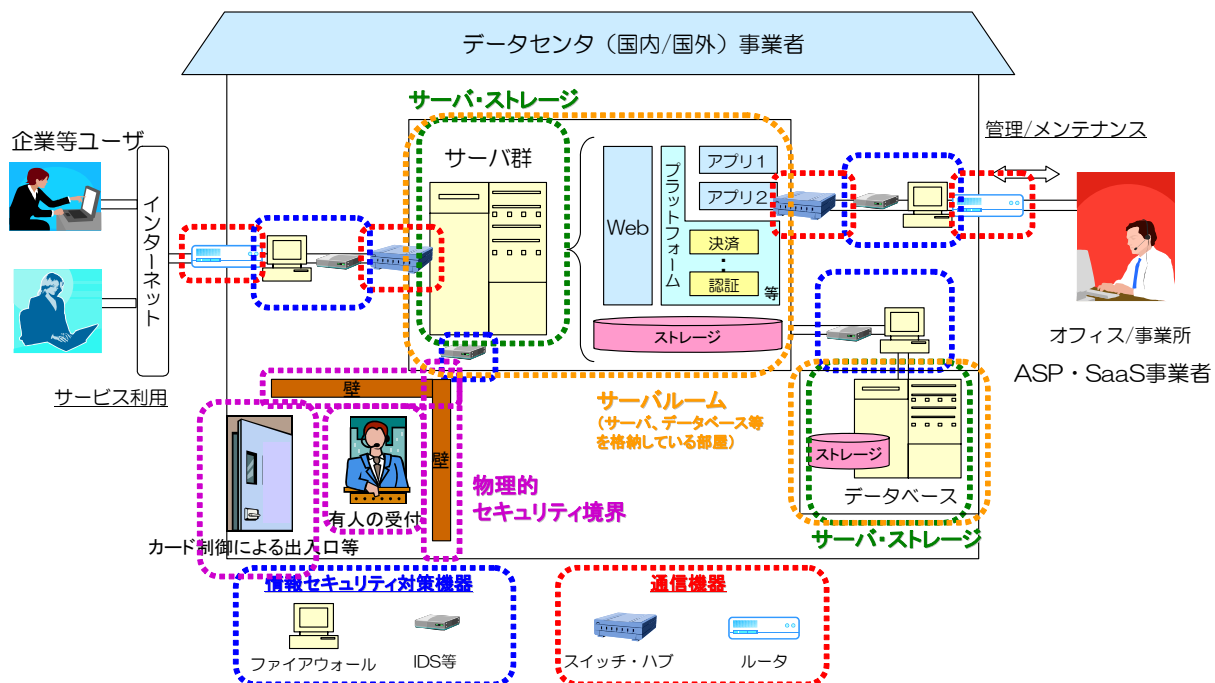 データセンタ（国内/国外）事業者
サーバ・ストレージ
企業等ユーザ
管理/メンテナンス
サーバ群
アプリ１
アプリ２
インターネット
Web
プラットフォーム
決済
・
・
認証
等
ストレージ
オフィス/事業所
ASP・SaaS事業者
サービス利用
壁
サーバルーム
（サーバ、データベース等
を格納している部屋）
壁
ストレージ
物理的
セキュリティ境界
データベース
有人の受付
カード制御による出入口等
サーバ・ストレージ
情報セキュリティ対策機器
通信機器
ファイアウォール
IDS等
スイッチ・ハブ
ルータ